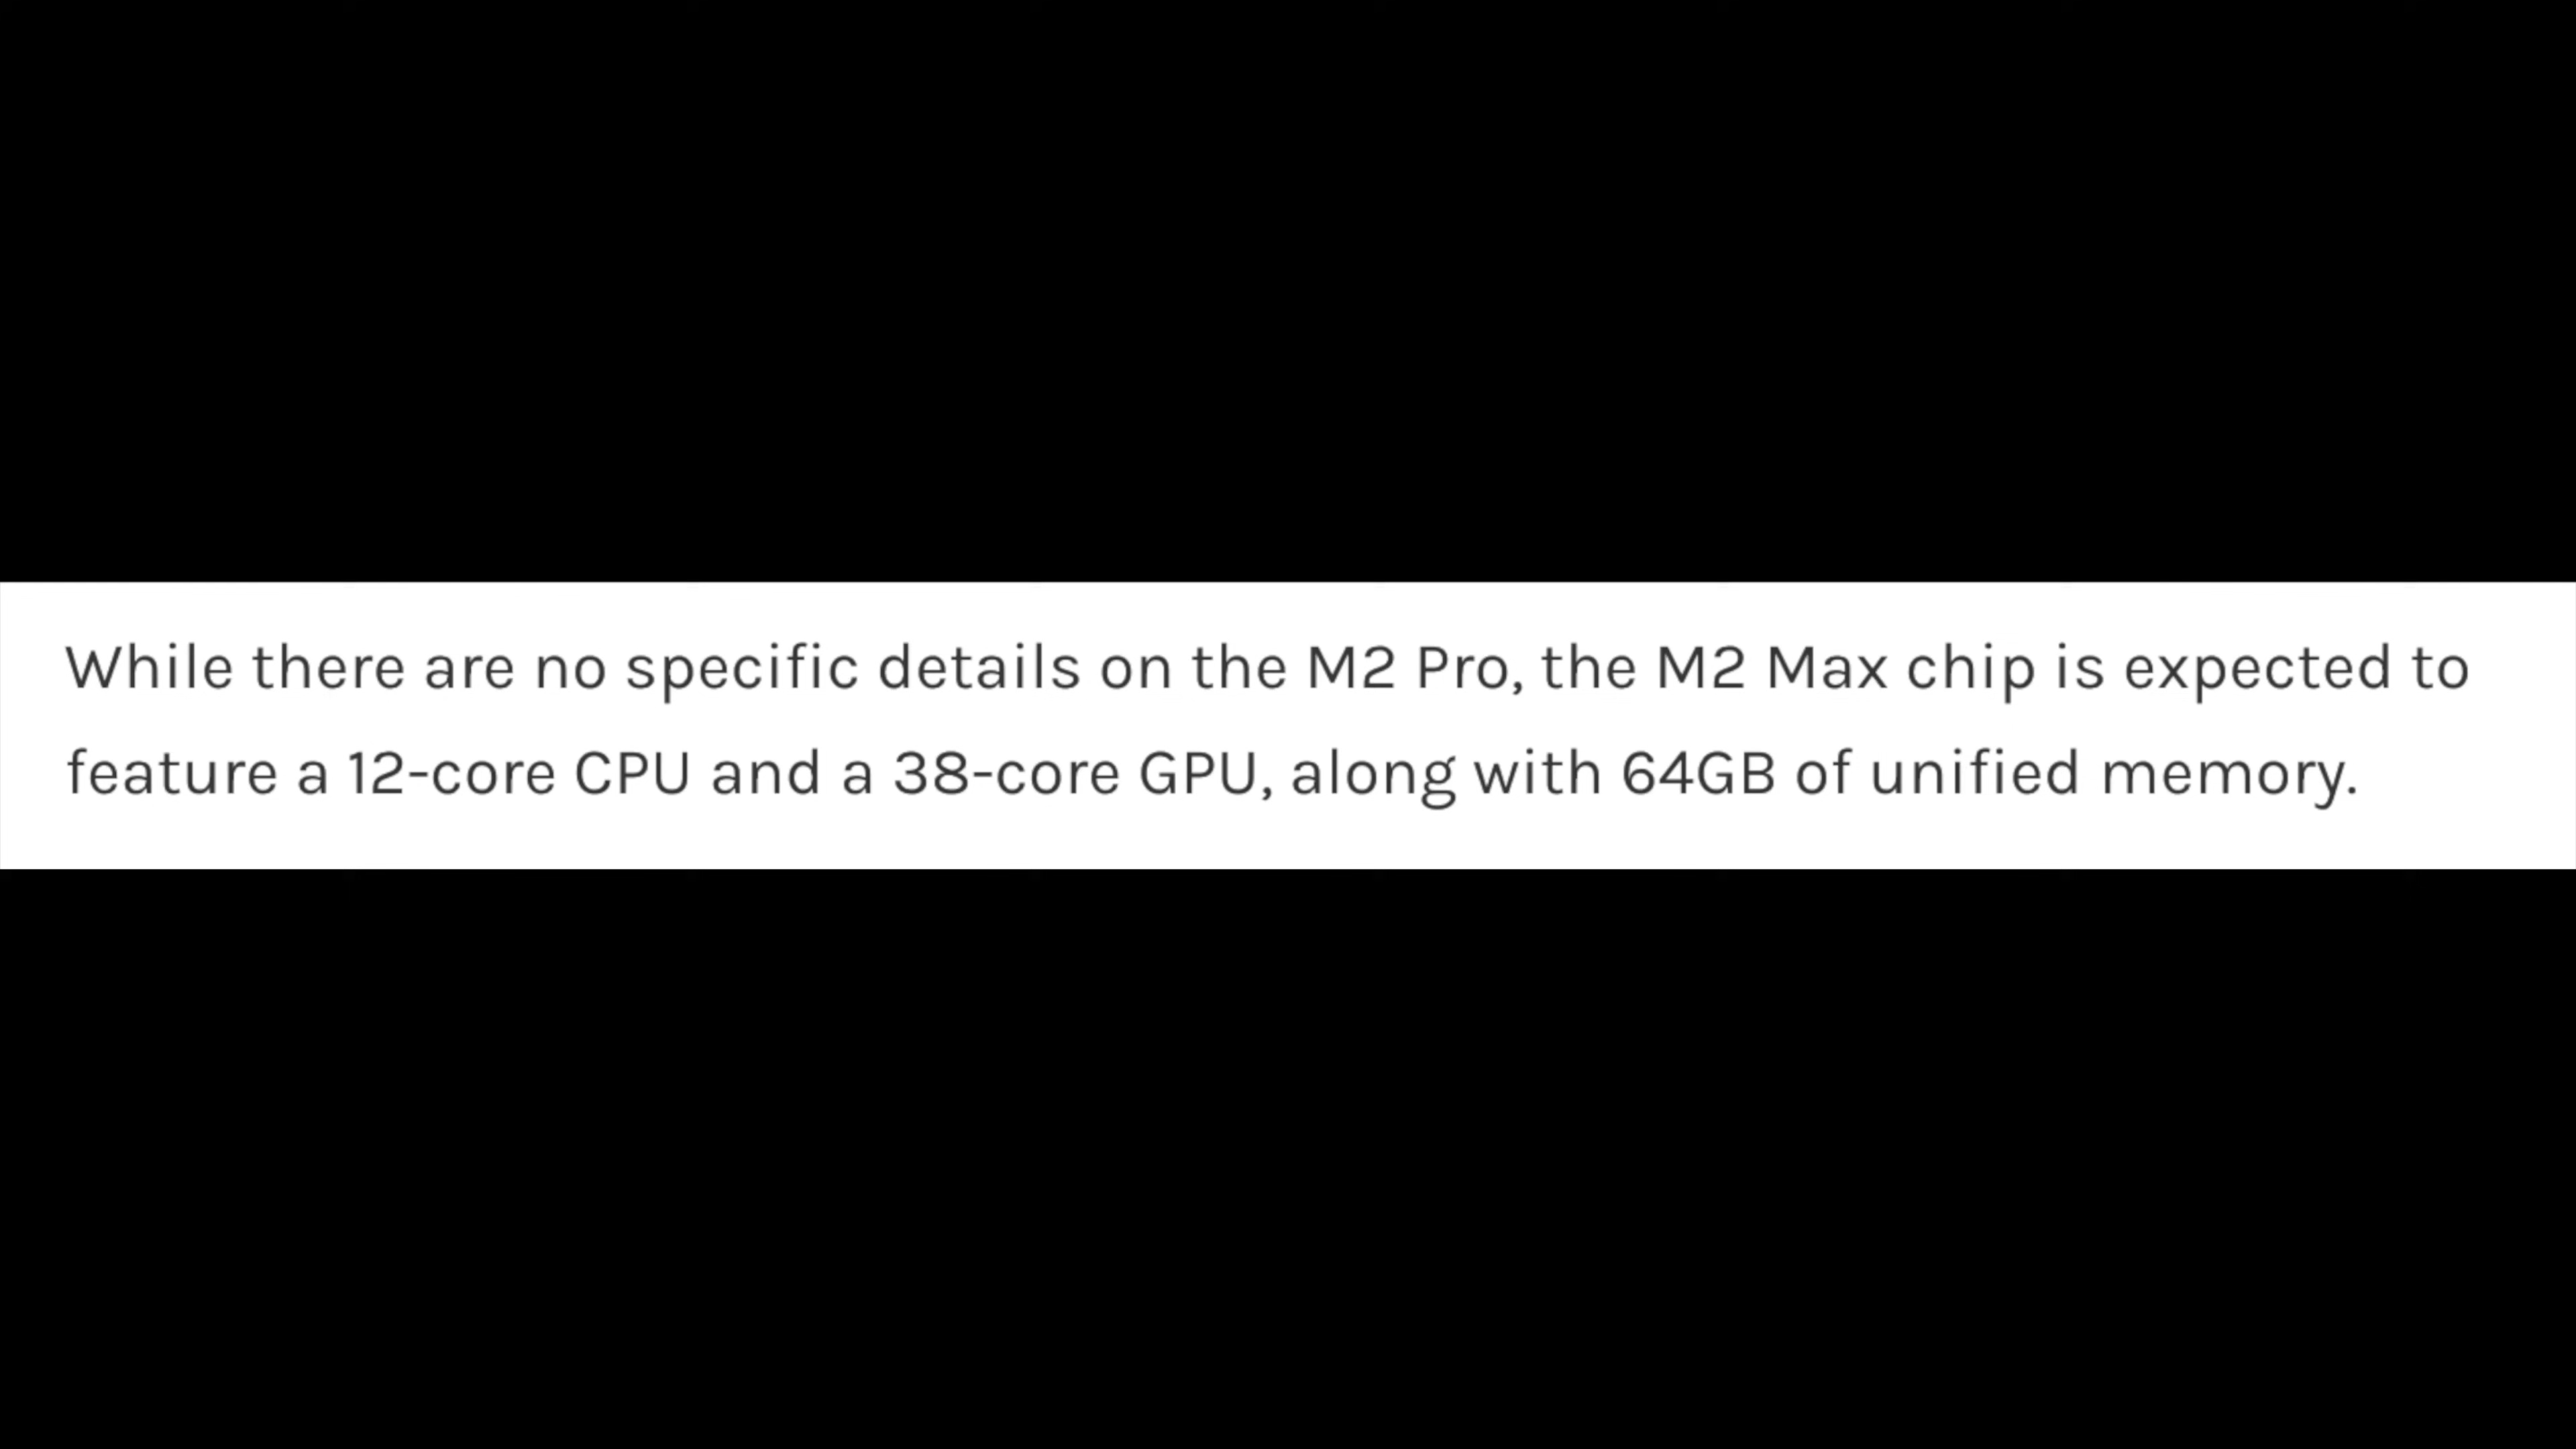 While there are no specific details on the M2 Pro, the M2 Max chip is expected to
feature a 12-core CPU and a 38-core GPU, along with 64GB of unified memory.